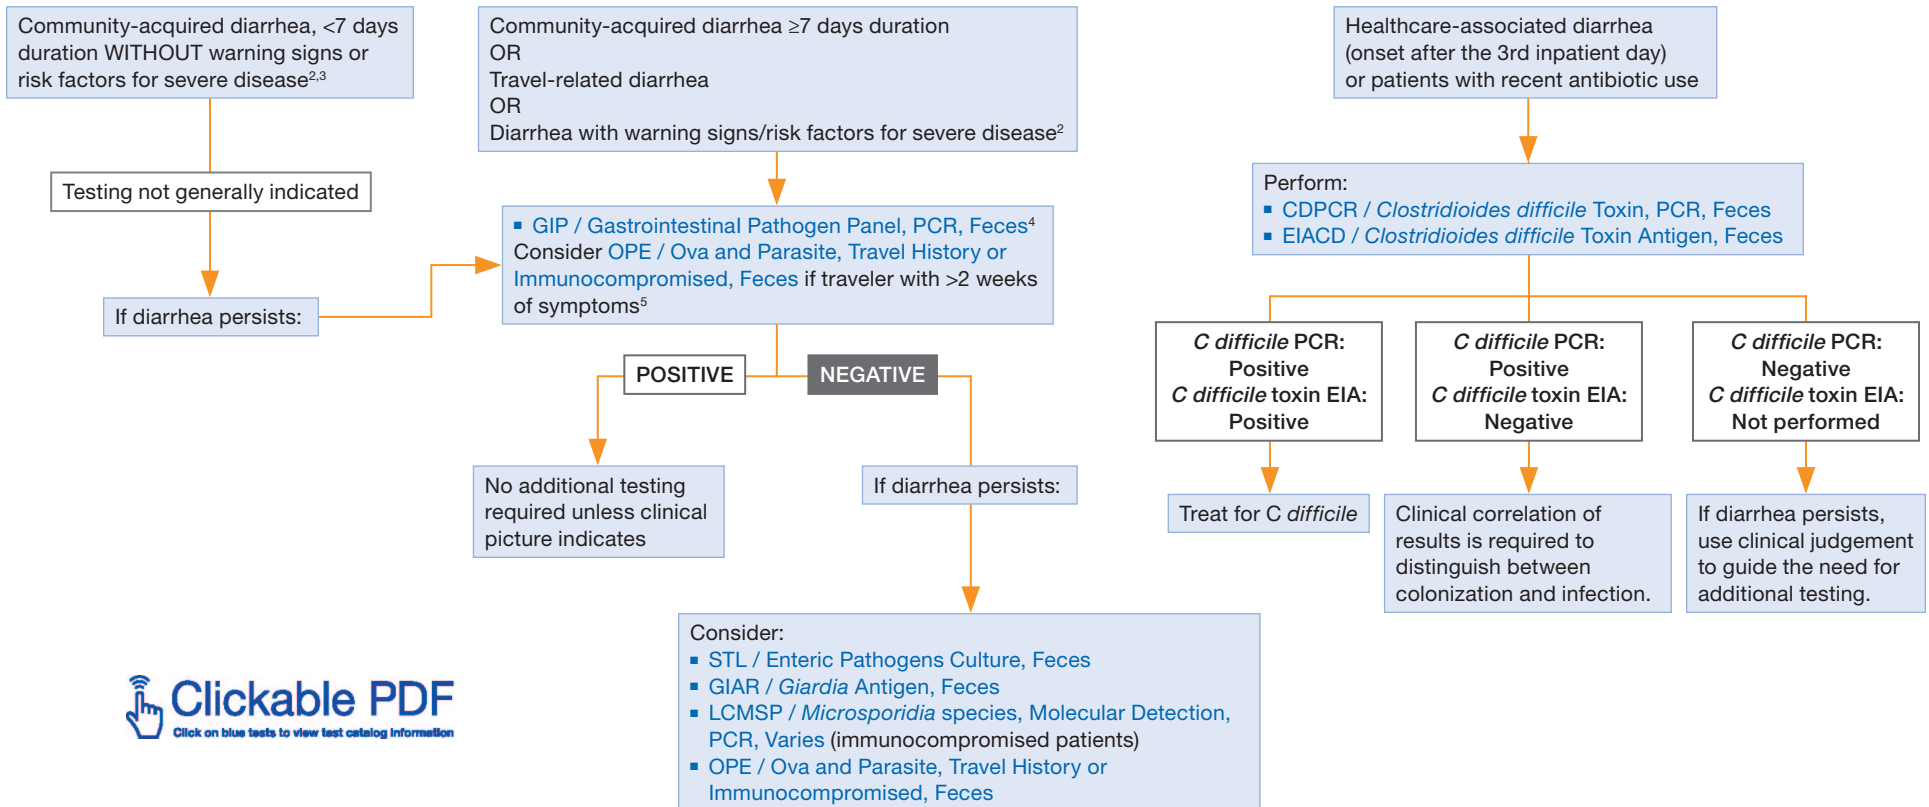 Community-acquired diarrhea, <7 days
duration WITHOUT warning signs or
risk factors for severe disease2,3
Testing not generally indicated
If diarrhea persists:
Community-acquired diarrhea ≥7 days duration
OR
Travel-related diarrhea
OR
Diarrhea with warning signs/risk factors for severe disease2
▪ GIP / Gastrointestinal Pathogen Panel, PCR, Feces4
Consider OPE / Ova and Parasite, Travel History or
Immunocompromised, Feces if traveler with >2 weeks
of symptoms5
POSITIVE
NEGATIVE
No additional testing
required unless clinical
picture indicates
If diarrhea persists:
Consider:
▪ STL / Enteric Pathogens Culture, Feces
▪ GIAR / Giardia Antigen, Feces
▪ LCMSP / Microsporidia species, Molecular Detection,
PCR, Varies (immunocompromised patients)
▪ OPE / Ova and Parasite, Travel History or
Immunocompromised, Feces
Healthcare-associated diarrhea
(onset after the 3rd inpatient day)
or patients with recent antibiotic use
Perform:
▪ CDPCR / Clostridioides difficile Toxin, PCR, Feces
▪ EIACD / Clostridioides difficile Toxin Antigen, Feces
C difficile PCR:
Positive
C difficile toxin EIA:
Positive
C difficile PCR:
Positive
C difficile toxin EIA:
Negative
C difficile PCR:
Negative
C difficile toxin EIA:
Not performed
Treat for C difficile
Clinical correlation of
results is required to
distinguish between
colonization and infection.
If diarrhea persists,
use clinical judgement
to guide the need for
additional testing.
Clickable PDF
Click on blue tests to view test catalog information